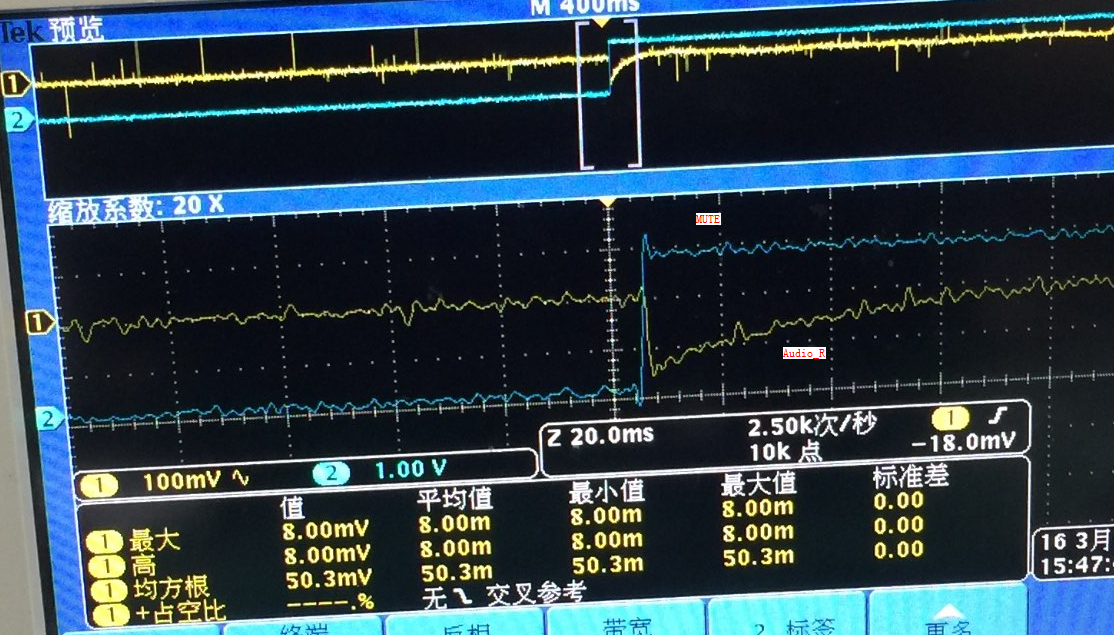 Tek 预览
M 400ms
1
2
缩放系数: 20 X
MUTE
1
Audio_R
2
Z 20.0ms
2.50k次/秒
10k 点
1
-18.0mV
1 100mV
2 1.00 V
值 平均值 最小值 最大值 标准差
1 最大 8.00mV 8.00m 8.00m 8.00m 0.00
1 高 8.00mV 8.00m 8.00m 8.00m 0.00
1 均方根 50.3mV 50.3m 50.3m 50.3m 0.00
1 +占空比 ----.% 无 交叉参考
16 3月
15:47:
终端 反相 带宽 2 标签 更多